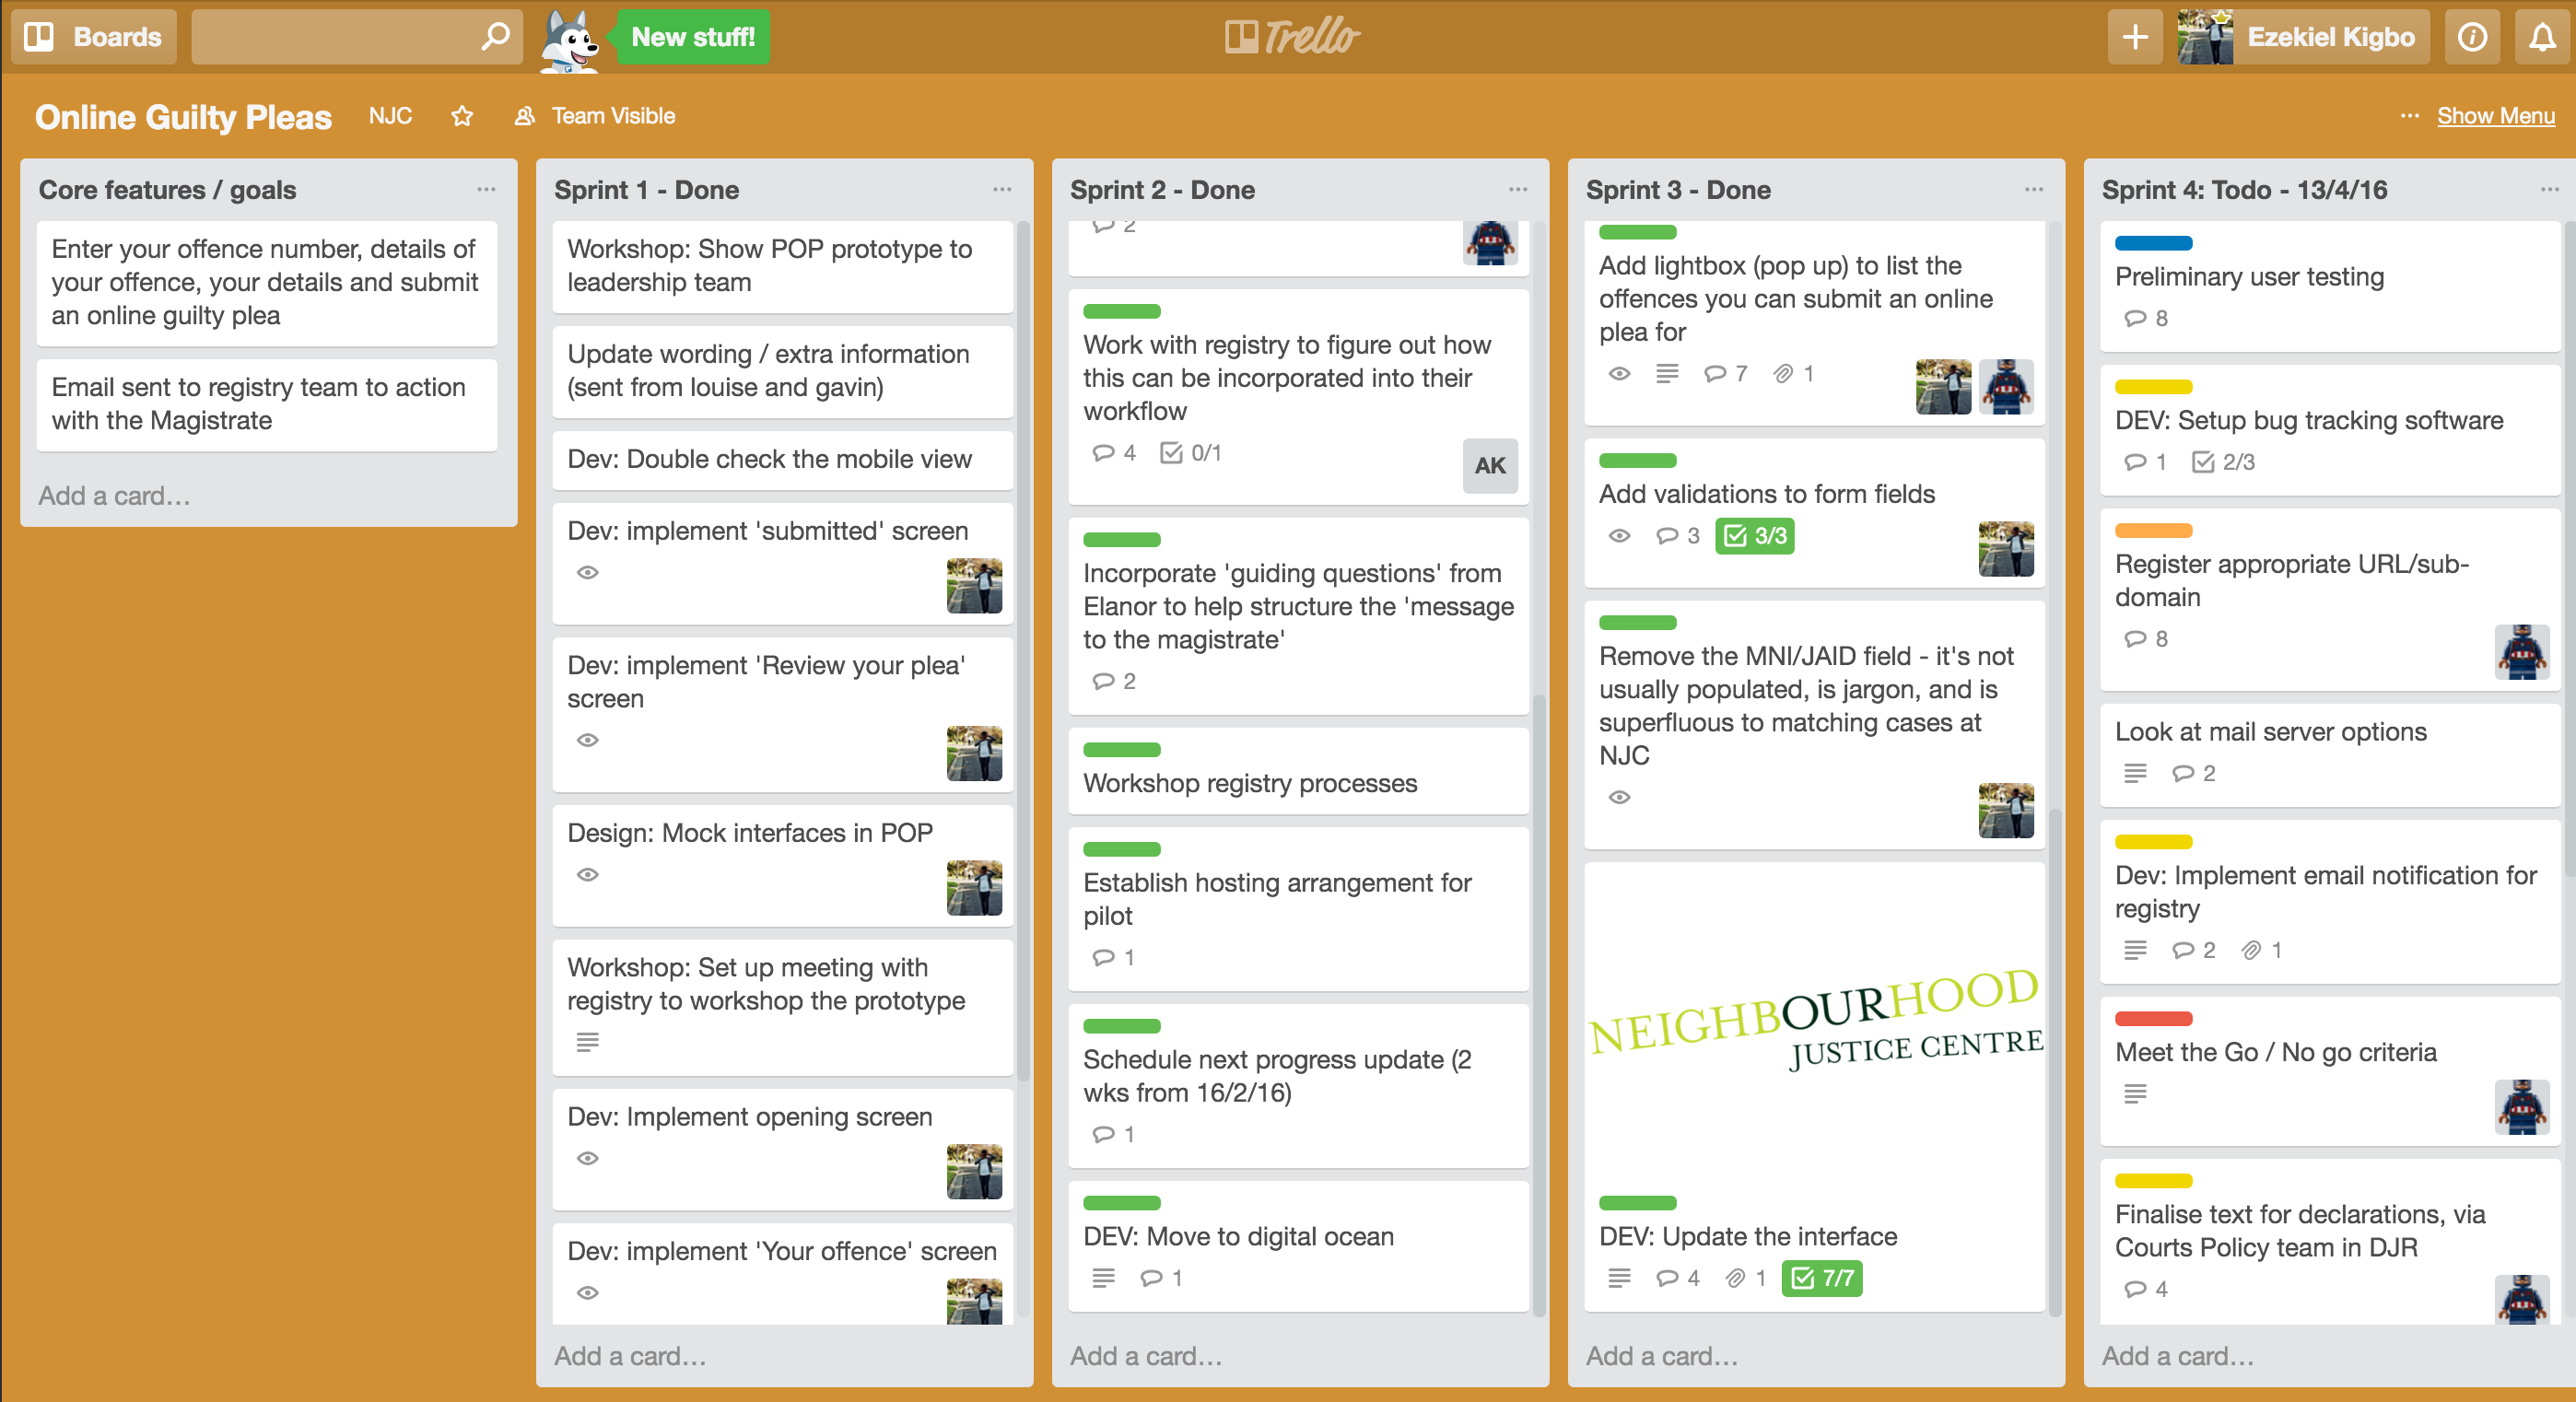 Boards
New stuff!
Trello
Ezekiel Kigbo
Online Guilty Pleas
NJC
Team Visible
Show Menu
Core features / goals
Enter your offence number, details of
your offence, your details and submit
an online guilty plea
Email sent to registry team to action
with the Magistrate
Add a card…
Sprint 1 - Done
Workshop: Show POP prototype to
leadership team
Update wording / extra information
(sent from louise and gavin)
Dev: Double check the mobile view
Dev: implement 'submitted' screen
Dev: implement 'Review your plea'
screen
Design: Mock interfaces in POP
Workshop: Set up meeting with
registry to workshop the prototype
Dev: Implement opening screen
Dev: implement 'Your offence' screen
Add a card…
Sprint 2 - Done
2
Work with registry to figure out how
this can be incorporated into their
workflow
4 0/1
AK
Incorporate 'guiding questions' from
Elanor to help structure the 'message
to the magistrate'
2
Workshop registry processes
Establish hosting arrangement for
pilot
1
Schedule next progress update (2
wks from 16/2/16)
1
DEV: Move to digital ocean
1
Add a card…
Sprint 3 - Done
Add lightbox (pop up) to list the
offences you can submit an online
plea for
7 1
Add validations to form fields
3 3/3
Remove the MNI/JAID field - it's not
usually populated, is jargon, and is
superfluous to matching cases at
NJC
NEIGHBOURHOOD
JUSTICE CENTRE
DEV: Update the interface
4 1 7/7
Add a card…
Sprint 4: Todo - 13/4/16
Preliminary user testing
8
DEV: Setup bug tracking software
1 2/3
Register appropriate URL/sub-
domain
8
Look at mail server options
2
Dev: Implement email notification for
registry
2 1
Meet the Go / No go criteria
Finalise text for declarations, via
Courts Policy team in DJR
4
Add a card…